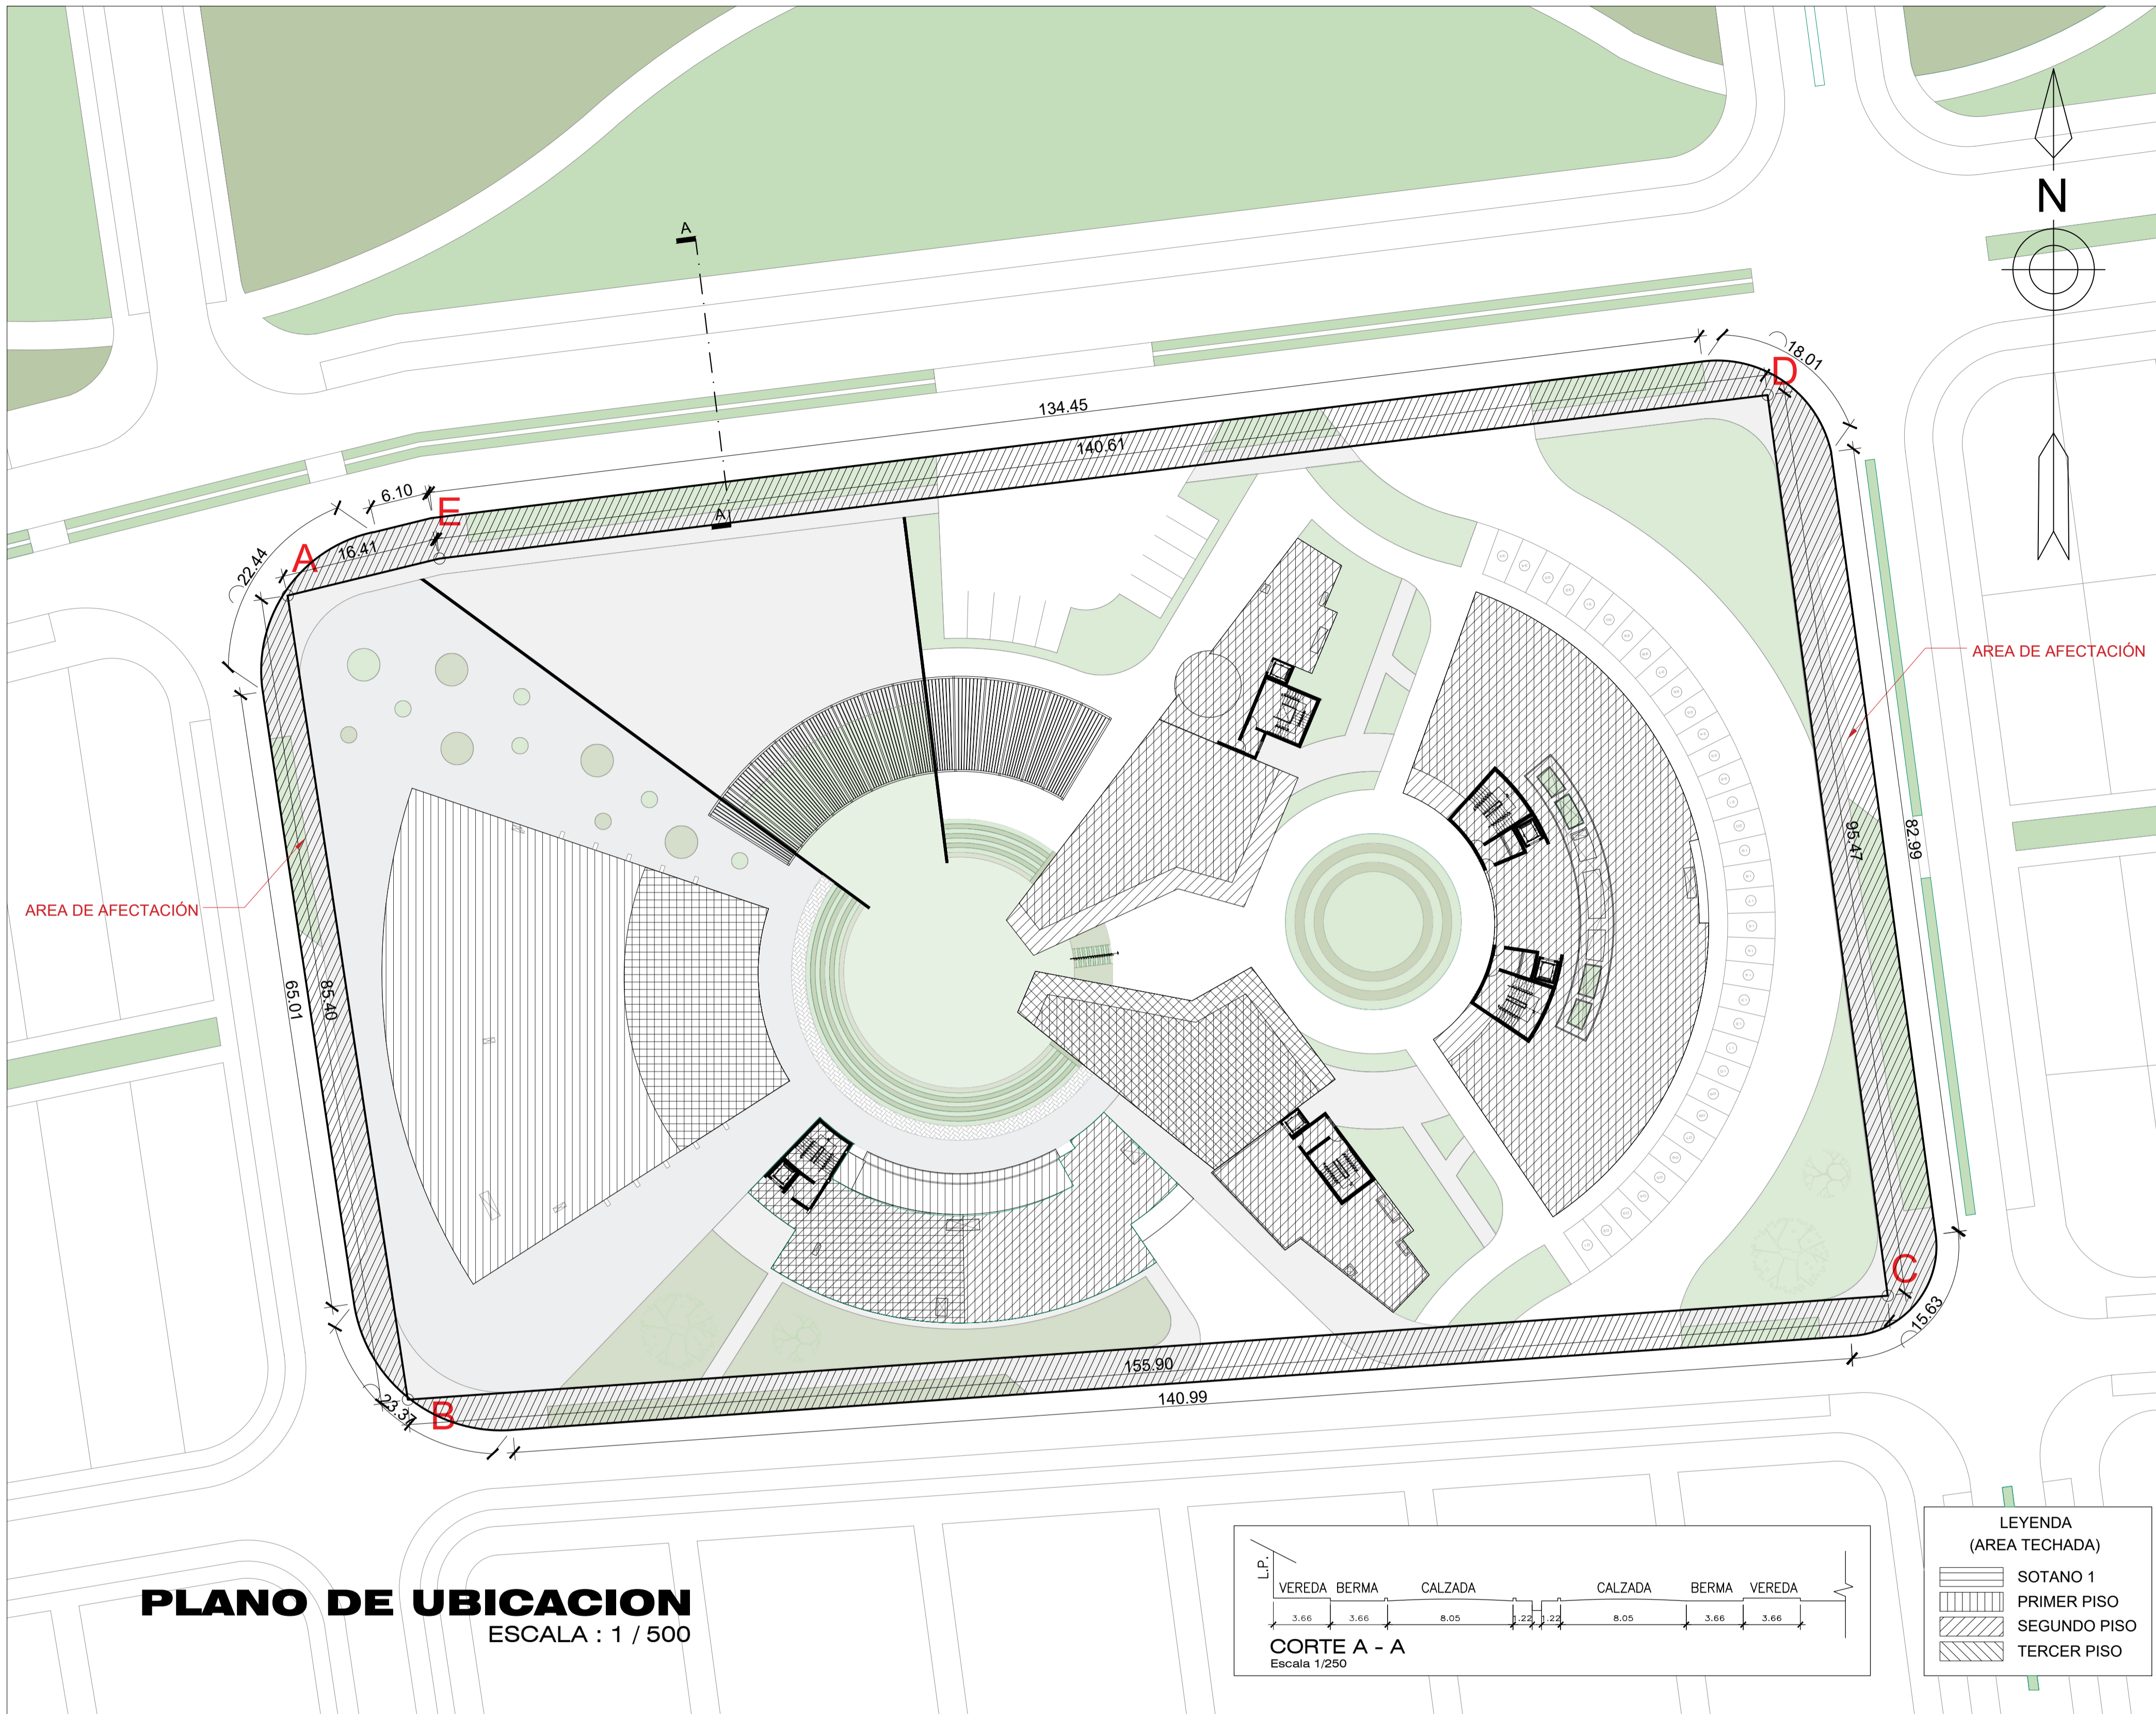 A
N
18.01
D
134.45
140.61
6.10
E
A
22.44
A
16.41
AREA DE AFECTACIÓN
95.47
82.99
AREA DE AFECTACIÓN
65.01
85.40
C
15.63
155.90
140.99
23.37
B
PLANO DE UBICACION
ESCALA : 1 / 500
L.P.
VEREDA BERMA CALZADA CALZADA BERMA VEREDA
3.66 3.66 8.05 1.22 1.22 8.05 3.66 3.66
CORTE A - A
Escala 1/250
LEYENDA
(AREA TECHADA)
SOTANO 1
PRIMER PISO
SEGUNDO PISO
TERCER PISO